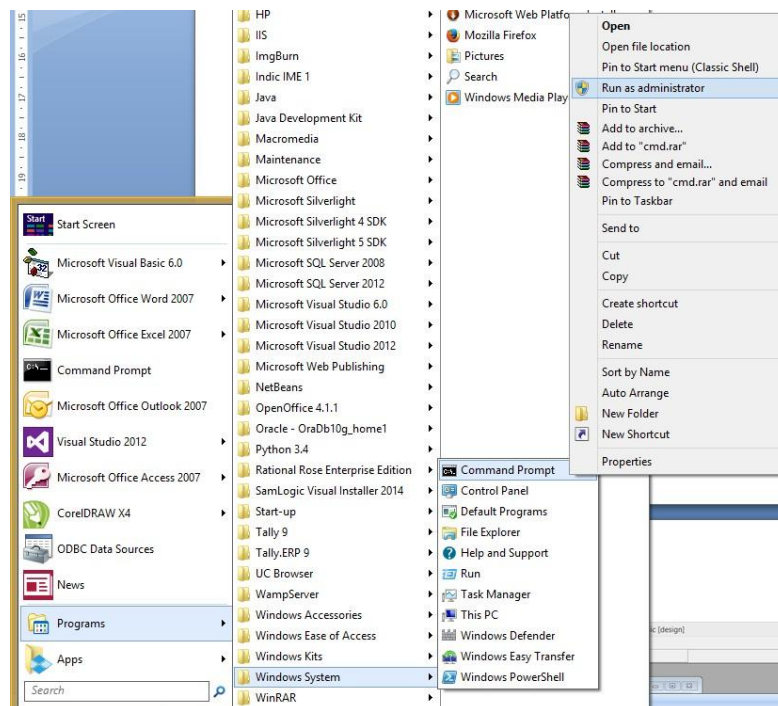 15
16
17
18
19
Start
Start Screen
Microsoft Visual Basic 6.0
Microsoft Office Word 2007
Microsoft Office Excel 2007
Command Prompt
Microsoft Office Outlook 2007
Visual Studio 2012
Microsoft Office Access 2007
CorelDRAW X4
ODBC Data Sources
News
Programs
Apps
Search
HP
IIS
ImgBurn
Indic IME 1
Java
Java Development Kit
Macromedia
Maintenance
Microsoft Office
Microsoft Silverlight
Microsoft Silverlight 4 SDK
Microsoft Silverlight 5 SDK
Microsoft SQL Server 2008
Microsoft SQL Server 2012
Microsoft Visual Studio 6.0
Microsoft Visual Studio 2010
Microsoft Visual Studio 2012
Microsoft Web Publishing
NetBeans
OpenOffice 4.1.1
Oracle - OraDb10g_home1
Python 3.4
Rational Rose Enterprise Edition
SamLogic Visual Installer 2014
Start-up
Tally 9
Tally.ERP 9
UC Browser
WampServer
Windows Accessories
Windows Ease of Access
Windows Kits
Windows System
WinRAR
Microsoft Web Platfo
Mozilla Firefox
Pictures
Search
Windows Media Play
Command Prompt
Control Panel
Default Programs
File Explorer
Help and Support
Run
Task Manager
This PC
Windows Defender
Windows Easy Transfer
Windows PowerShell
Open
Open file location
Pin to Start menu (Classic Shell)
Run as administrator
Pin to Start
Add to archive...
Add to "cmd.rar"
Compress and email...
Compress to "cmd.rar" and email
Pin to Taskbar
Send to
Cut
Copy
Create shortcut
Delete
Rename
Sort by Name
Auto Arrange
New Folder
New Shortcut
Properties
ic [design]